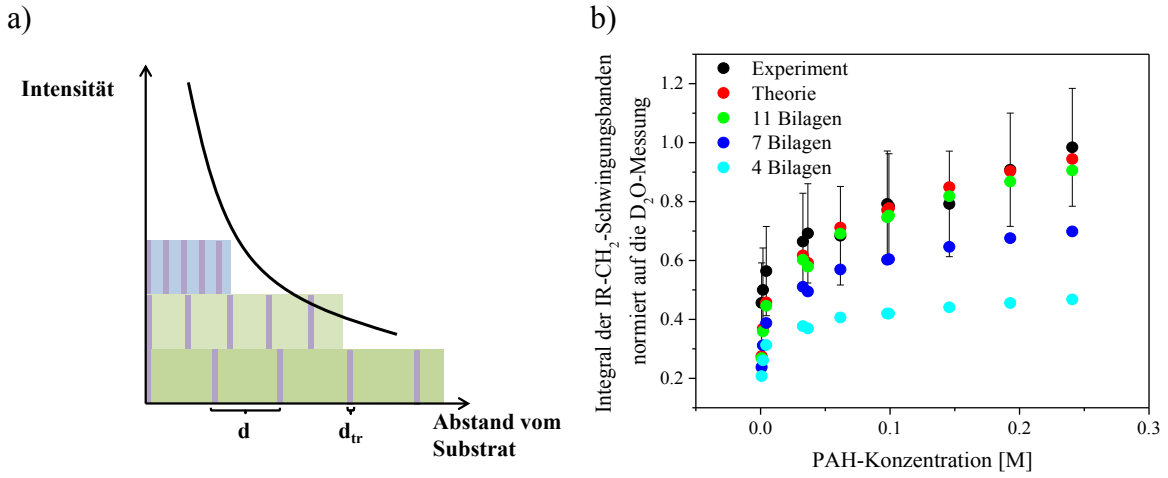 a)
Intensität
d
d_tr
Abstand vom
Substrat
b)
Integral der IR-CH₂-Schwingungsbanden
normiert auf die D₂O-Messung
Experiment
Theorie
11 Bilagen
7 Bilagen
4 Bilagen
1.2
1.0
0.8
0.6
0.4
0.2
0.0
0.1
0.2
0.3
PAH-Konzentration [M]